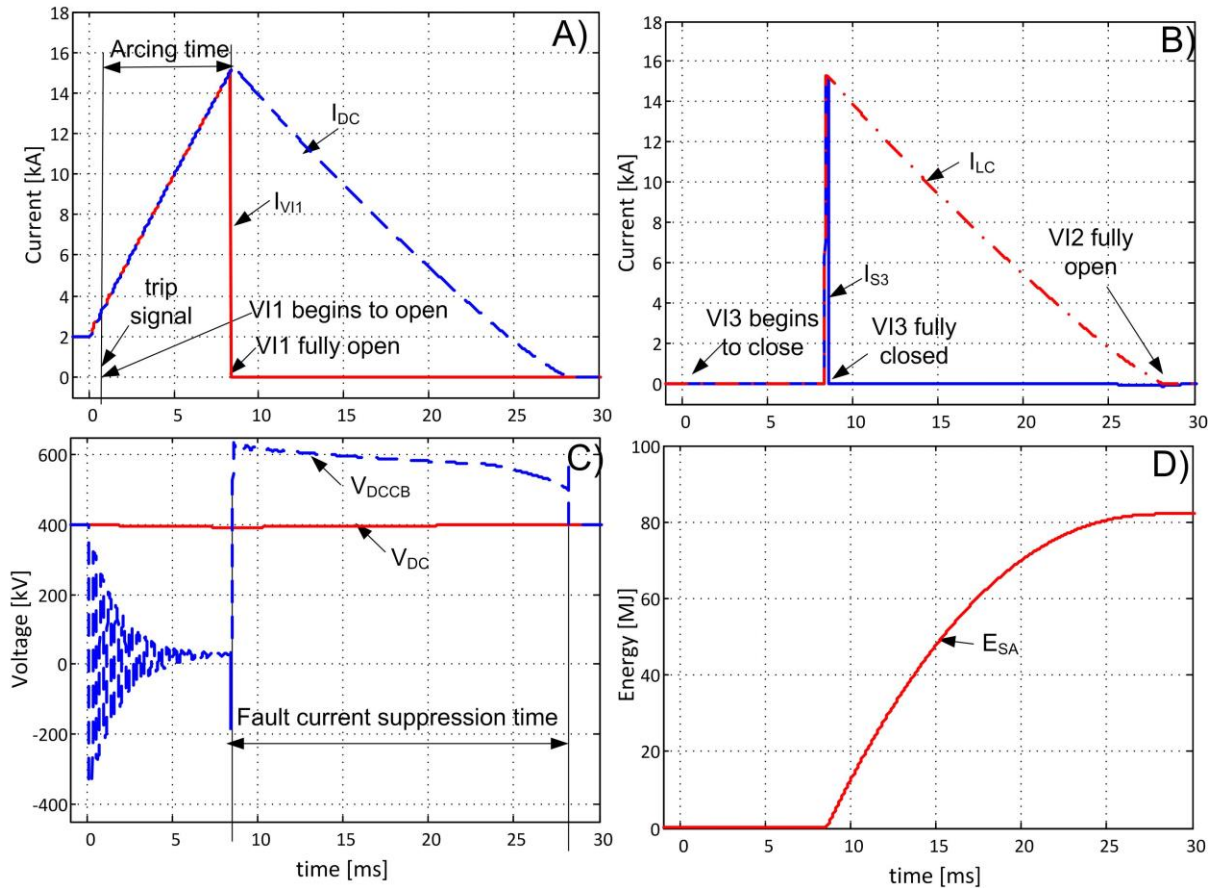 A)
18
16
14
12
10
8
6
4
2
0
Current [kA]
Arcing time
I_DC
I_VI1
trip
signal
VI1 begins to open
VI1 fully open
0 5 10 15 20 25 30
B)
18
16
14
12
10
8
6
4
2
0
Current [kA]
I_LC
I_S3
VI2 fully
open
VI3 begins
to close
VI3 fully
closed
0 5 10 15 20 25 30
C)
600
400
200
0
-200
-400
Voltage [kV]
V_DCCB
V_DC
Fault current suppression time
0 5 10 15 20 25 30
time [ms]
D)
100
80
60
40
20
0
Energy [MJ]
E_SA
0 5 10 15 20 25 30
time [ms]